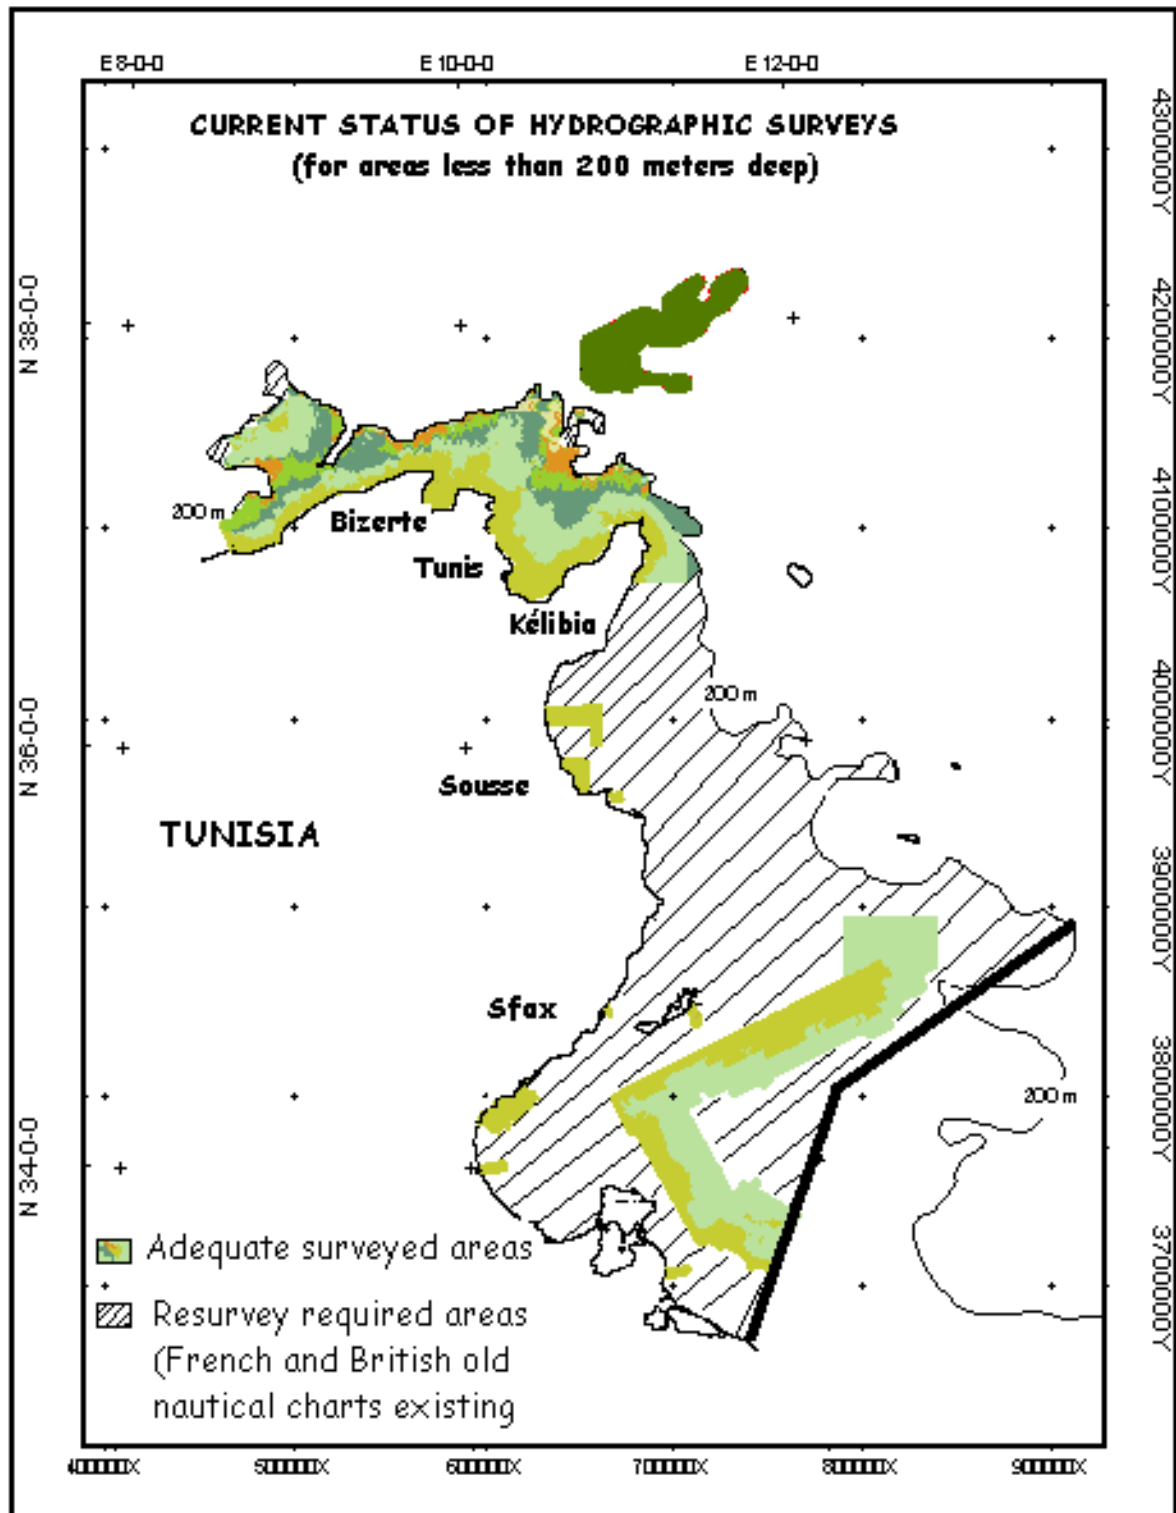 E 8-0-0 E 10-0-0 E 12-0-0
CURRENT STATUS OF HYDROGRAPHIC SURVEYS
(for areas less than 200 meters deep)
4300000Y
N 38-0-0
4200000Y
200 m
4100000Y
Bizerte
Tunis
Kélibia
200 m
4000000Y
N 36-0-0
Sousse
TUNISIA
3900000Y
Sfax
3800000Y
200 m
N 34-0-0
Adequate surveyed areas
3700000Y
Resurvey required areas
(French and British old
nautical charts existing
400000X 500000X 600000X 700000X 800000X 900000X